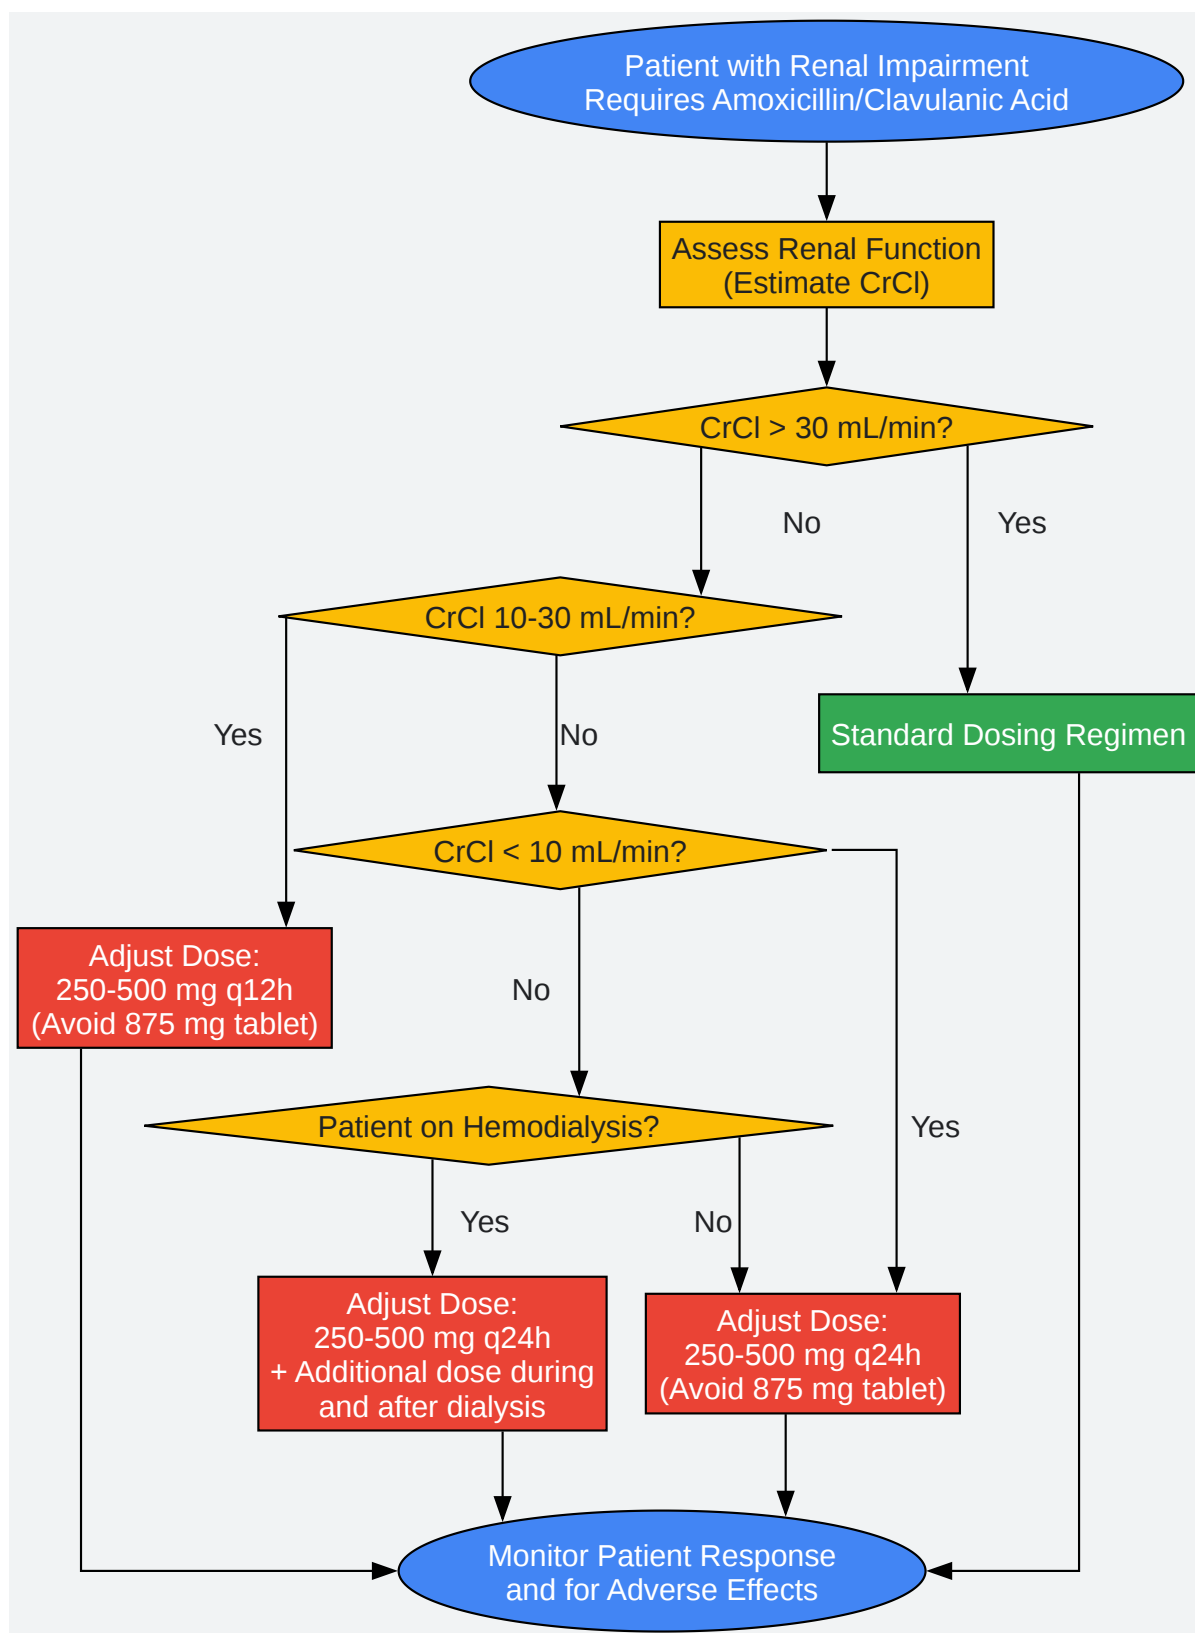 Patient with Renal Impairment
Requires Amoxicillin/Clavulanic Acid
Assess Renal Function
(Estimate CrCl)
CrCl > 30 mL/min?
No
Yes
CrCl 10-30 mL/min?
Standard Dosing Regimen
Yes
No
CrCl < 10 mL/min?
Adjust Dose:
250-500 mg q12h
(Avoid 875 mg tablet)
No
Patient on Hemodialysis?
Yes
Yes
No
Adjust Dose:
250-500 mg q24h
+ Additional dose during
and after dialysis
Adjust Dose:
250-500 mg q24h
(Avoid 875 mg tablet)
Monitor Patient Response
and for Adverse Effects